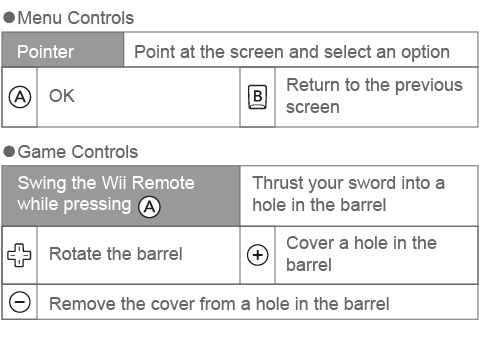 ●Menu Controls
Pointer
Point at the screen and select an option
A
OK
B
Return to the previous
screen
●Game Controls
Swing the Wii Remote
while pressing A
Thrust your sword into a
hole in the barrel
Rotate the barrel
+
Cover a hole in the
barrel
−
Remove the cover from a hole in the barrel